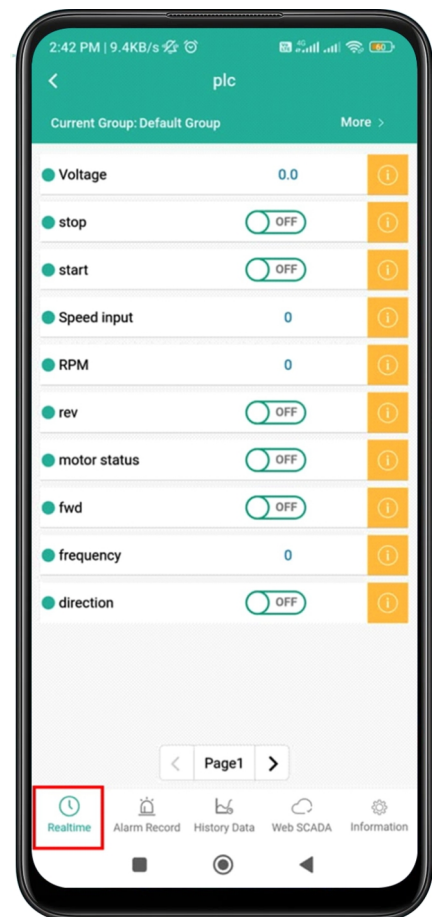 2:42 PM | 9.4KB/s
4G
60
plc
Current Group: Default Group
More >
Voltage
0.0
stop
OFF
start
OFF
Speed input
0
RPM
0
rev
OFF
motor status
OFF
fwd
OFF
frequency
0
direction
OFF
< Page1 >
Realtime
Alarm Record
History Data
Web SCADA
Information